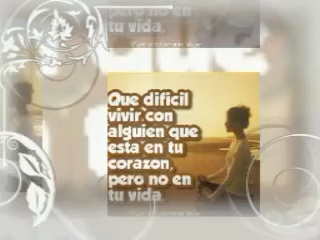 pero no en
tu vida
Que dificil
vivir con
alguien que
esta en tu
corazon,
pero no en
tu vida.